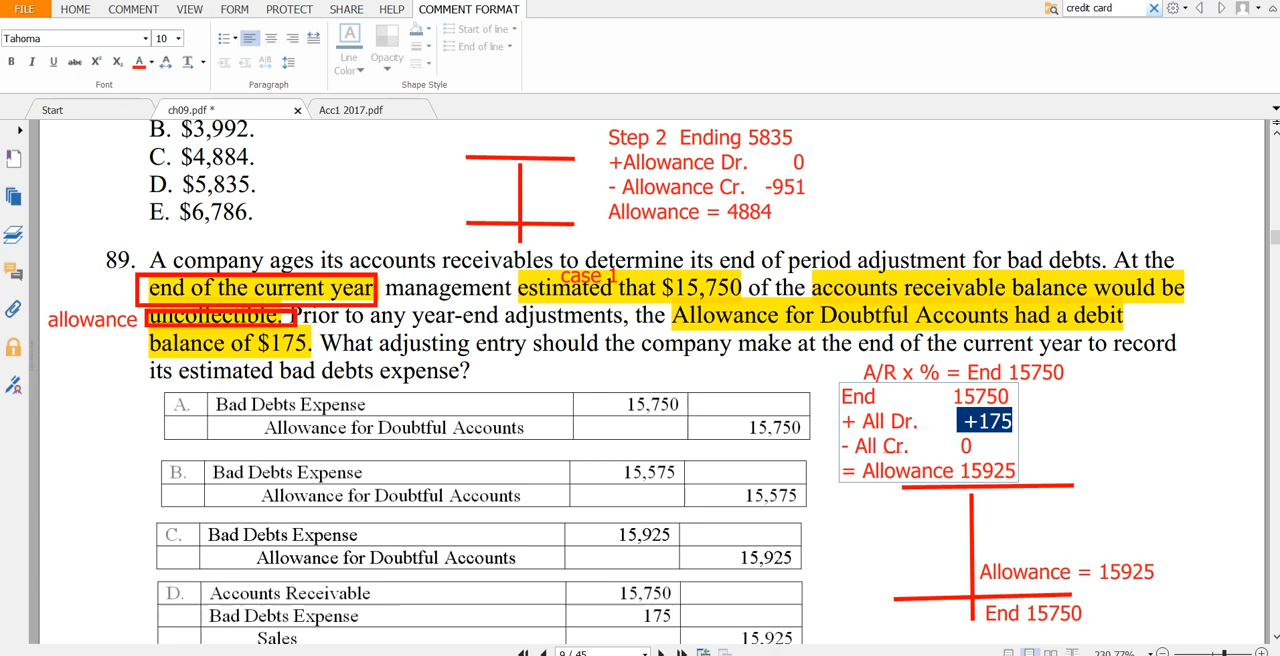 FILE HOME COMMENT VIEW FORM PROTECT SHARE HELP COMMENT FORMAT credit card
Tahoma 10 Start of line
End of line
B I U abc X² X₂ A A T Line Color Opacity
Font Paragraph Shape Style
Start ch09.pdf * Acc1 2017.pdf
B. $3,992.
C. $4,884.
D. $5,835.
E. $6,786.
Step 2 Ending 5835
+Allowance Dr. 0
- Allowance Cr. -951
Allowance = 4884
89. A company ages its accounts receivables to determine its end of period adjustment for bad debts. At the
case 1
end of the current year management estimated that $15,750 of the accounts receivable balance would be
allowance uncollectible. Prior to any year-end adjustments, the Allowance for Doubtful Accounts had a debit
balance of $175. What adjusting entry should the company make at the end of the current year to record
its estimated bad debts expense?
A/R x % = End 15750
End 15750
+ All Dr. +175
- All Cr. 0
= Allowance 15925
A. Bad Debts Expense 15,750
Allowance for Doubtful Accounts 15,750
B. Bad Debts Expense 15,575
Allowance for Doubtful Accounts 15,575
C. Bad Debts Expense 15,925
Allowance for Doubtful Accounts 15,925
D. Accounts Receivable 15,750
Bad Debts Expense 175
Sales 15,925
Allowance = 15925
End 15750
9 / 45
230.77%